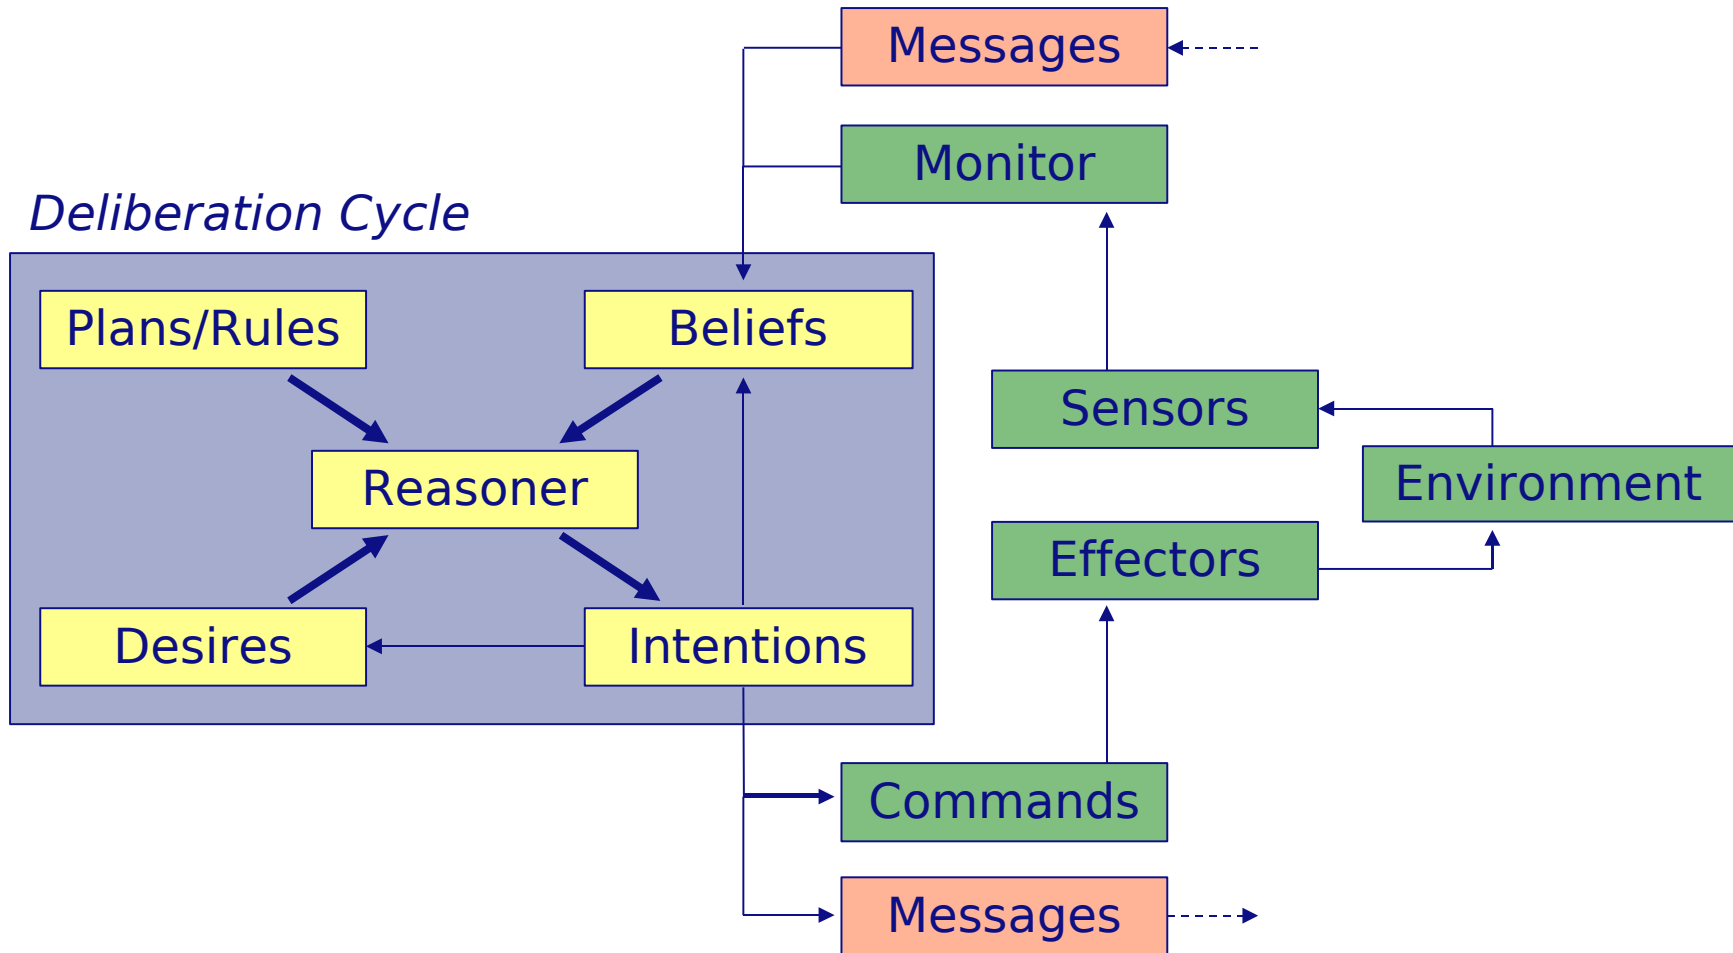 Messages
Monitor
Deliberation Cycle
Plans/Rules
Beliefs
Sensors
Reasoner
Environment
Effectors
Desires
Intentions
Commands
Messages